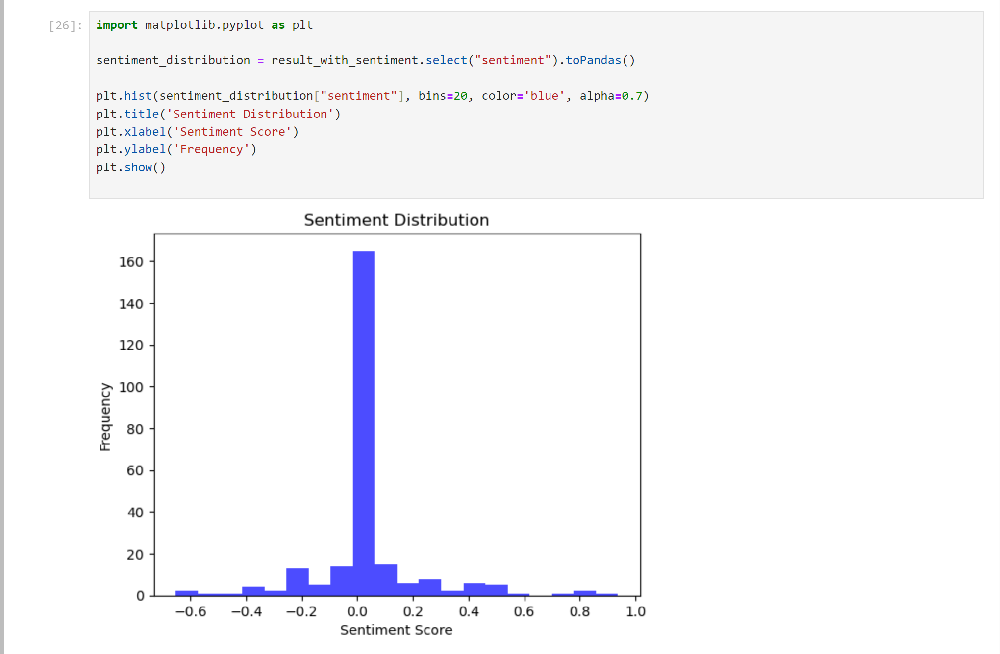 [26]:
import matplotlib.pyplot as plt
sentiment_distribution = result_with_sentiment.select("sentiment").toPandas()
plt.hist(sentiment_distribution["sentiment"], bins=20, color='blue', alpha=0.7)
plt.title('Sentiment Distribution')
plt.xlabel('Sentiment Score')
plt.ylabel('Frequency')
plt.show()
Sentiment Distribution
160
140
120
100
80
60
40
20
0
Frequency
−0.6 −0.4 −0.2 0.0 0.2 0.4 0.6 0.8 1.0
Sentiment Score